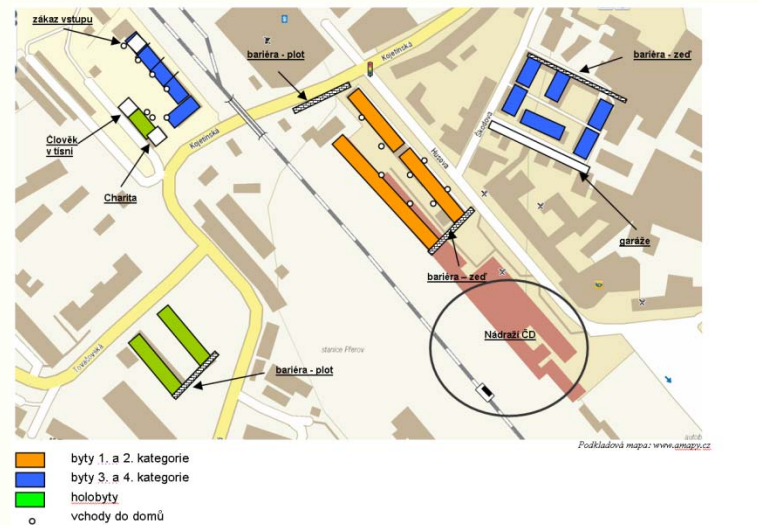 zákaz vstupu
bariéra - plot
Kojetínská
bariéra - zeď
Škodova
Člověk
v tísni
Kojetínská
Husova
Charita
garáže
bariéra – zeď
Nádraží ČD
stanice Přerov
Tovačovská
bariéra - plot
autob
Podkladová mapa: www.amapy.cz
byty 1. a 2. kategorie
byty 3. a 4. kategorie
holobyty
vchody do domů